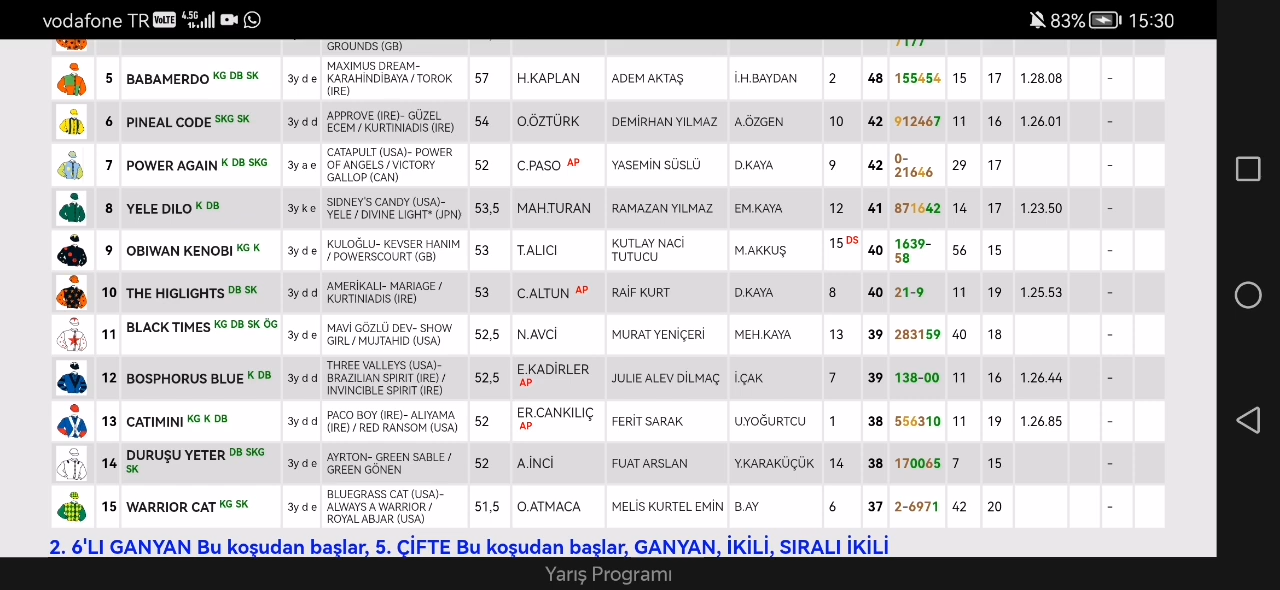 vodafone TR VoLTE 4.5G 83% 15:30
GROUNDS (GB) 7177
5 BABAMERDO KG DB SK 3y d e MAXIMUS DREAM- KARAHİNDİBAYA / TOROK (IRE) 57 H.KAPLAN ADEM AKTAŞ İ.H.BAYDAN 2 48 155454 15 17 1.28.08 -
6 PINEAL CODE SKG SK 3y d d APPROVE (IRE)- GÜZEL ECEM / KURTINIADIS (IRE) 54 O.ÖZTÜRK DEMİRHAN YILMAZ A.ÖZGEN 10 42 912467 11 16 1.26.01 -
7 POWER AGAIN K DB SKG 3y a e CATAPULT (USA)- POWER OF ANGELS / VICTORY GALLOP (CAN) 52 C.PASO AP YASEMİN SÜSLÜ D.KAYA 9 42 0-21646 29 17 -
8 YELE DILO K DB 3y k e SIDNEY'S CANDY (USA)- YELE / DIVINE LIGHT* (JPN) 53,5 MAH.TURAN RAMAZAN YILMAZ EM.KAYA 12 41 871642 14 17 1.23.50 -
9 OBIWAN KENOBI KG K 3y d e KULOĞLU- KEVSER HANIM / POWERSCOURT (GB) 53 T.ALICI KUTLAY NACİ TUTUCU M.AKKUŞ 15 DS 40 1639-58 56 15 -
10 THE HIGLIGHTS DB SK 3y d d AMERİKALI- MARIAGE / KURTINIADIS (IRE) 53 C.ALTUN AP RAİF KURT D.KAYA 8 40 21-9 11 19 1.25.53 -
11 BLACK TIMES KG DB SK ÖG 3y d e MAVİ GÖZLÜ DEV- SHOW GIRL / MUJTAHID (USA) 52,5 N.AVCİ MURAT YENİÇERİ MEH.KAYA 13 39 283159 40 18 -
12 BOSPHORUS BLUE K DB 3y d d THREE VALLEYS (USA)- BRAZILIAN SPIRIT (IRE) / INVINCIBLE SPIRIT (IRE) 52,5 E.KADİRLER AP JULIE ALEV DİLMAÇ İ.ÇAK 7 39 138-00 11 16 1.26.44 -
13 CATIMINI KG K DB 3y d d PACO BOY (IRE)- ALIYAMA (IRE) / RED RANSOM (USA) 52 ER.CANKILIÇ AP FERİT SARAK U.YOĞURTCU 1 38 556310 11 19 1.26.85 -
14 DURUŞU YETER DB SKG SK 3y d e AYRTON- GREEN SABLE / GREEN GÖNEN 52 A.İNCİ FUAT ARSLAN Y.KARAKÜÇÜK 14 38 170065 7 15 -
15 WARRIOR CAT KG SK 3y d e BLUEGRASS CAT (USA)- ALWAYS A WARRIOR / ROYAL ABJAR (USA) 51,5 O.ATMACA MELİS KURTEL EMİN B.AY 6 37 2-6971 42 20 -
2. 6'LI GANYAN Bu koşudan başlar, 5. ÇİFTE Bu koşudan başlar, GANYAN, İKİLİ, SIRALI İKİLİ
Yarış Programı